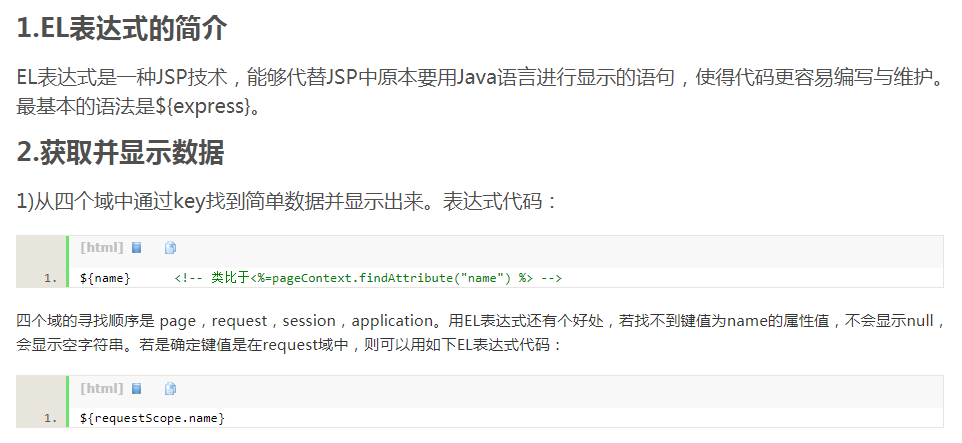 1.EL表达式的简介
EL表达式是一种JSP技术，能够代替JSP中原本要用Java语言进行显示的语句，使得代码更容易编写与维护。
最基本的语法是${express}。
2.获取并显示数据
1)从四个域中通过key找到简单数据并显示出来。表达式代码：
[html]
1. ${name} <!-- 类比于<%=pageContext.findAttribute("name") %> -->
四个域的寻找顺序是 page，request，session，application。用EL表达式还有个好处，若找不到键值为name的属性值，不会显示null，
会显示空字符串。若是确定键值是在request域中，则可以用如下EL表达式代码：
[html]
1. ${requestScope.name}